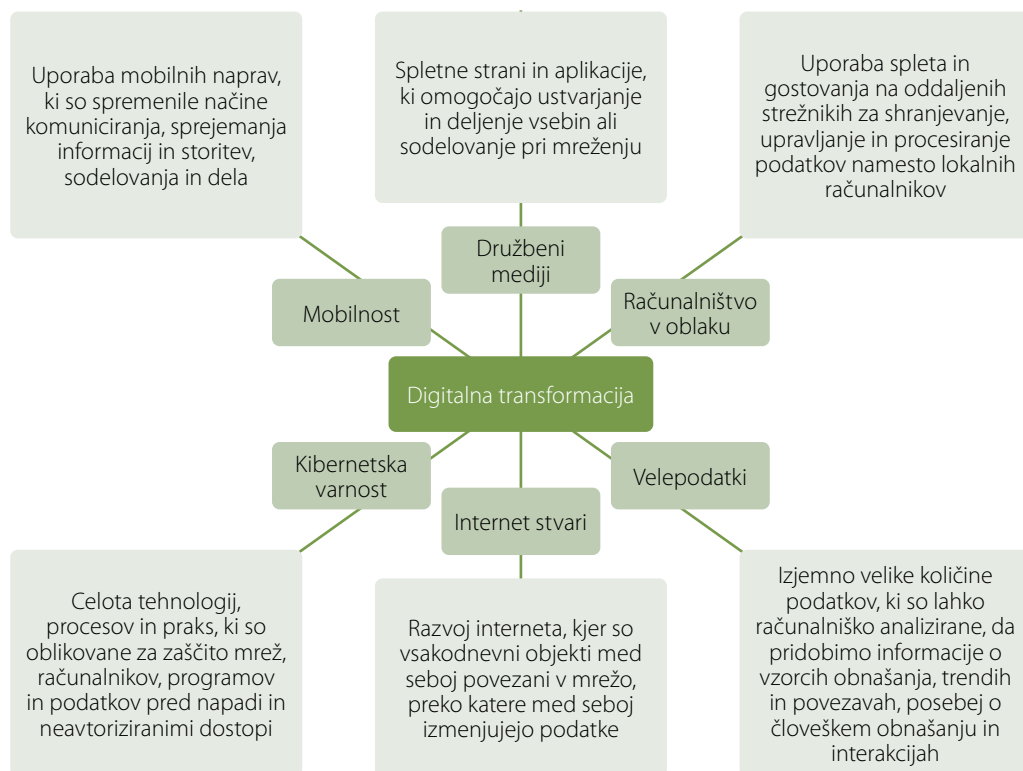 Uporaba mobilnih naprav,
ki so spremenile načine
komuniciranja, sprejemanja
informacij in storitev,
sodelovanja in dela
Spletne strani in aplikacije,
ki omogočajo ustvarjanje
in deljenje vsebin ali
sodelovanje pri mreženju
Uporaba spleta in
gostovanja na oddaljenih
strežnikih za shranjevanje,
upravljanje in procesiranje
podatkov namesto lokalnih
računalnikov
Mobilnost
Družbeni
mediji
Računalništvo
v oblaku
Digitalna transformacija
Kibernetska
varnost
Internet stvari
Velepodatki
Celota tehnologij,
procesov in praks, ki so
oblikovane za zaščito mrež,
računalnikov, programov
in podatkov pred napadi in
neavtoriziranimi dostopi
Razvoj interneta, kjer so
vsakodnevni objekti med
seboj povezani v mrežo,
preko katere med seboj
izmenjujejo podatke
Izjemno velike količine
podatkov, ki so lahko
računalniško analizirane, da
pridobimo informacije o
vzorcih obnašanja, trendih
in povezavah, posebej o
človeškem obnašanju in
interakcijah